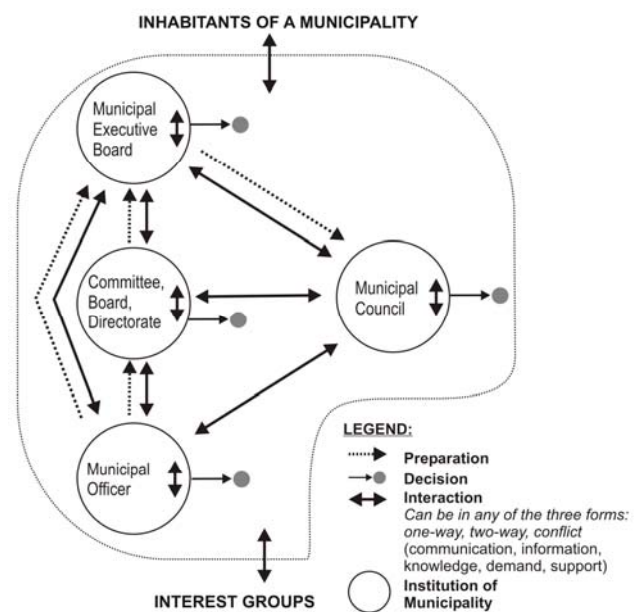 INHABITANTS OF A MUNICIPALITY
Municipal
Executive
Board
Committee,
Board,
Directorate
Municipal
Council
Municipal
Officer
LEGEND:
Preparation
Decision
Interaction
Can be in any of the three forms:
one-way, two-way, conflict
(communication, information,
knowledge, demand, support)
Institution of
Municipality
INTEREST GROUPS